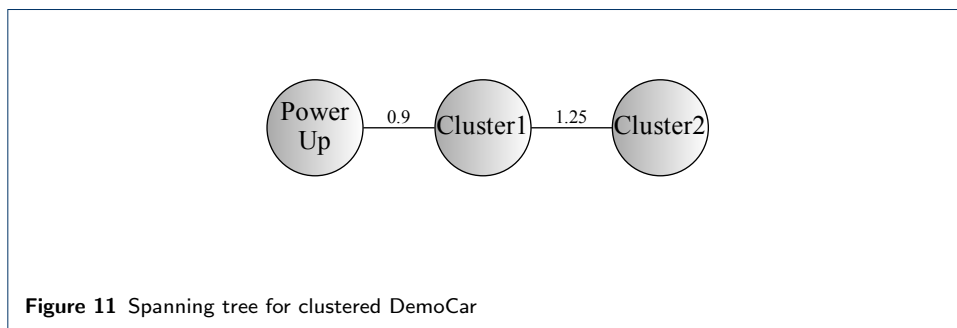 Power
Up
0.9
Cluster1
1.25
Cluster2
Figure 11 Spanning tree for clustered DemoCar